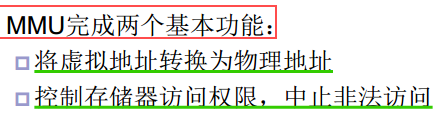 MMU完成两个基本功能：
将虚拟地址转换为物理地址
控制存储器访问权限，中止非法访问